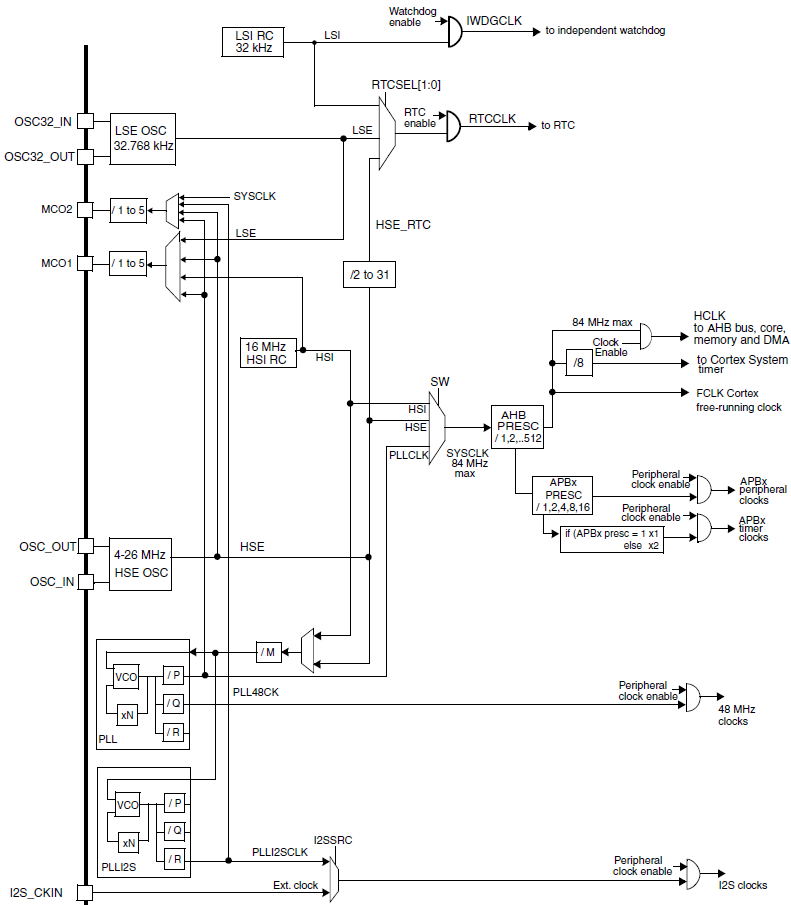 Watchdog
enable
IWDGCLK
to independent watchdog
LSI RC
32 kHz
LSI
RTCSEL[1:0]
OSC32_IN
OSC32_OUT
LSE OSC
32.768 kHz
LSE
RTC
enable
RTCCLK
to RTC
MCO2
/ 1 to 5
SYSCLK
LSE
HSE_RTC
MCO1
/ 1 to 5
/2 to 31
16 MHz
HSI RC
HSI
84 MHz max
HCLK
to AHB bus, core,
memory and DMA
Clock
Enable
/8
to Cortex System
timer
FCLK Cortex
free-running clock
SW
HSI
HSE
PLLCLK
SYSCLK
84 MHz
max
AHB
PRESC
/ 1,2,..512
APBx
PRESC
/ 1,2,4,8,16
Peripheral
clock enable
APBx
peripheral
clocks
Peripheral
clock enable
APBx
timer
clocks
if (APBx presc = 1 x1
else x2
OSC_OUT
OSC_IN
4-26 MHz
HSE OSC
HSE
/ M
VCO
xN
/ P
/ Q
/ R
PLL
PLL48CK
Peripheral
clock enable
48 MHz
clocks
VCO
xN
/ P
/ Q
/ R
PLLI2S
PLLI2SCLK
I2SSRC
Ext. clock
I2S_CKIN
Peripheral
clock enable
I2S clocks